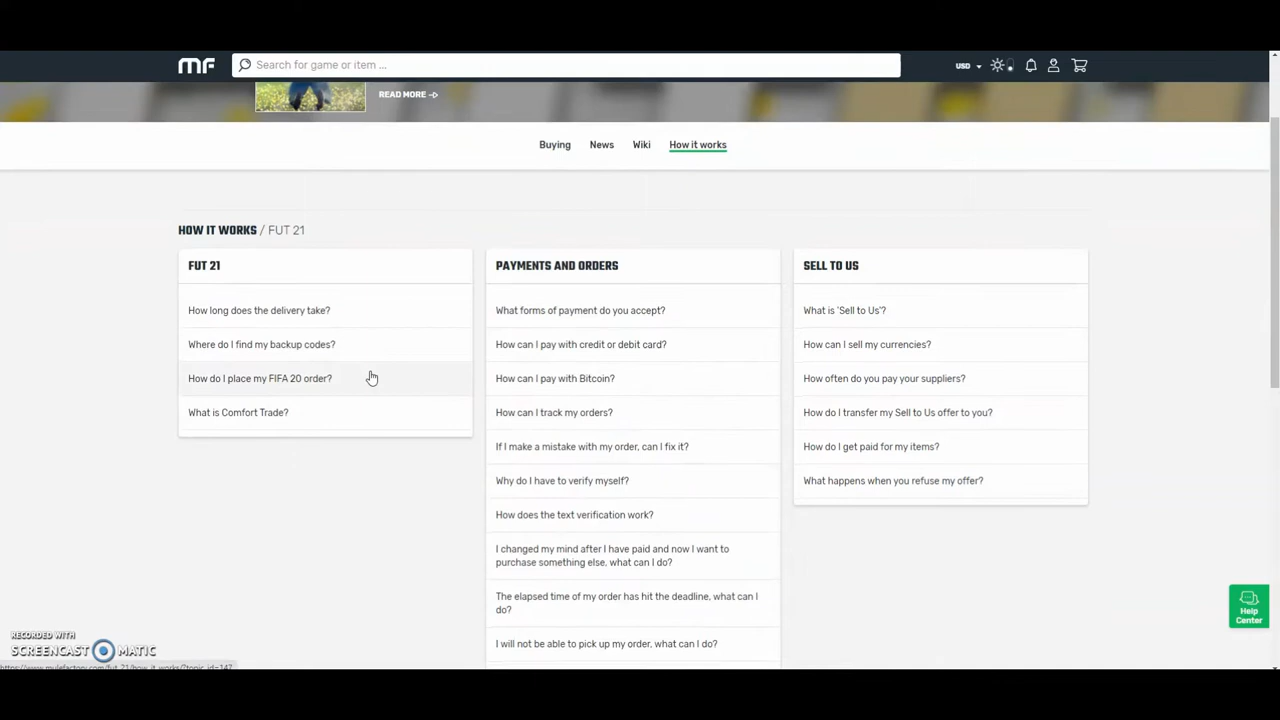 MF
Search for game or item ...
USD
READ MORE
Buying
News
Wiki
How it works
HOW IT WORKS / FUT 21
FUT 21
How long does the delivery take?
Where do I find my backup codes?
How do I place my FIFA 20 order?
What is Comfort Trade?
PAYMENTS AND ORDERS
What forms of payment do you accept?
How can I pay with credit or debit card?
How can I pay with Bitcoin?
How can I track my orders?
If I make a mistake with my order, can I fix it?
Why do I have to verify myself?
How does the text verification work?
I changed my mind after I have paid and now I want to
purchase something else, what can I do?
The elapsed time of my order has hit the deadline, what can I
do?
I will not be able to pick up my order, what can I do?
SELL TO US
What is 'Sell to Us'?
How can I sell my currencies?
How often do you pay your suppliers?
How do I transfer my Sell to Us offer to you?
How do I get paid for my items?
What happens when you refuse my offer?
Help
Center
RECORDED WITH
SCREENCAST MATIC
https://www.mulefactory.com/fut_21/how_it_works?topic_id=147